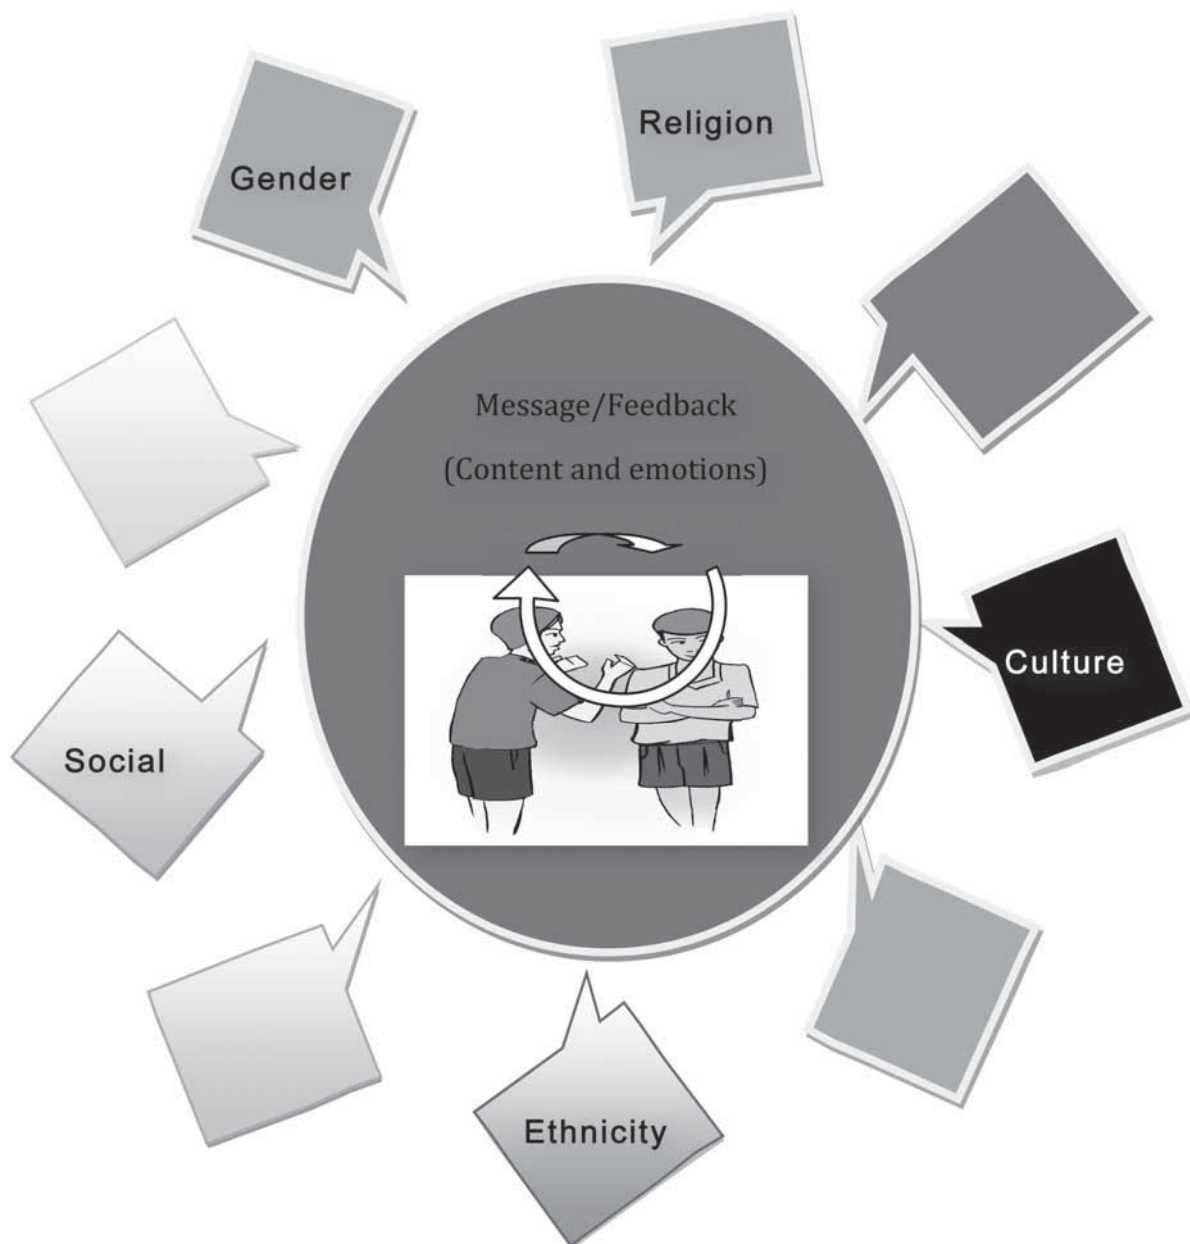 Religion
Gender
Message/Feedback
(Content and emotions)
Culture
Social
Ethnicity